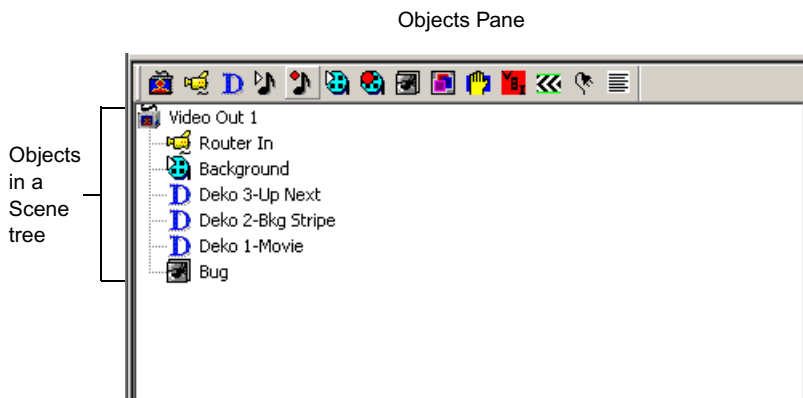 Objects Pane
D
VBI
Objects
in a
Scene
tree
Video Out 1
Router In
Background
D Deko 3-Up Next
D Deko 2-Bkg Stripe
D Deko 1-Movie
Bug